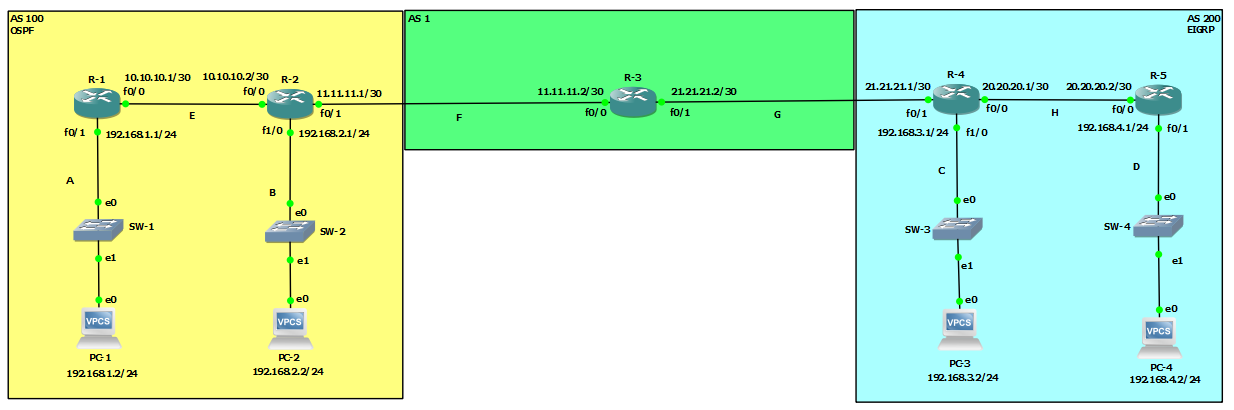 AS 100
OSPF
AS 1
AS 200
EIGRP
R-1
10.10.10.1/30
f0/0
10.10.10.2/30
f0/0
R-2
11.11.11.1/30
f0/1
E
f0/1
192.168.1.1/24
f1/0
192.168.2.1/24
A
B
e0
SW-1
e1
e0
VPCS
PC-1
192.168.1.2/24
e0
SW-2
e1
e0
VPCS
PC-2
192.168.2.2/24
F
11.11.11.2/30
f0/0
R-3
21.21.21.2/30
f0/1
G
21.21.21.1/30
f0/1
R-4
20.20.20.1/30
f0/0
H
20.20.20.2/30
f0/0
R-5
192.168.3.1/24
f1/0
192.168.4.1/24
f0/1
C
D
e0
SW-3
e1
e0
VPCS
PC-3
192.168.3.2/24
e0
SW-4
e1
e0
VPCS
PC-4
192.168.4.2/24